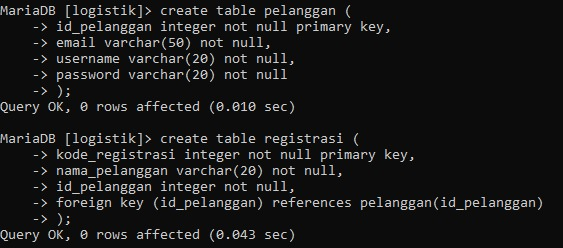 MariaDB [logistik]> create table pelanggan (
    -> id_pelanggan integer not null primary key,
    -> email varchar(50) not null,
    -> username varchar(20) not null,
    -> password varchar(20) not null
    -> );
Query OK, 0 rows affected (0.010 sec)

MariaDB [logistik]> create table registrasi (
    -> kode_registrasi integer not null primary key,
    -> nama_pelanggan varchar(20) not null,
    -> id_pelanggan integer not null,
    -> foreign key (id_pelanggan) references pelanggan(id_pelanggan)
    -> );
Query OK, 0 rows affected (0.043 sec)